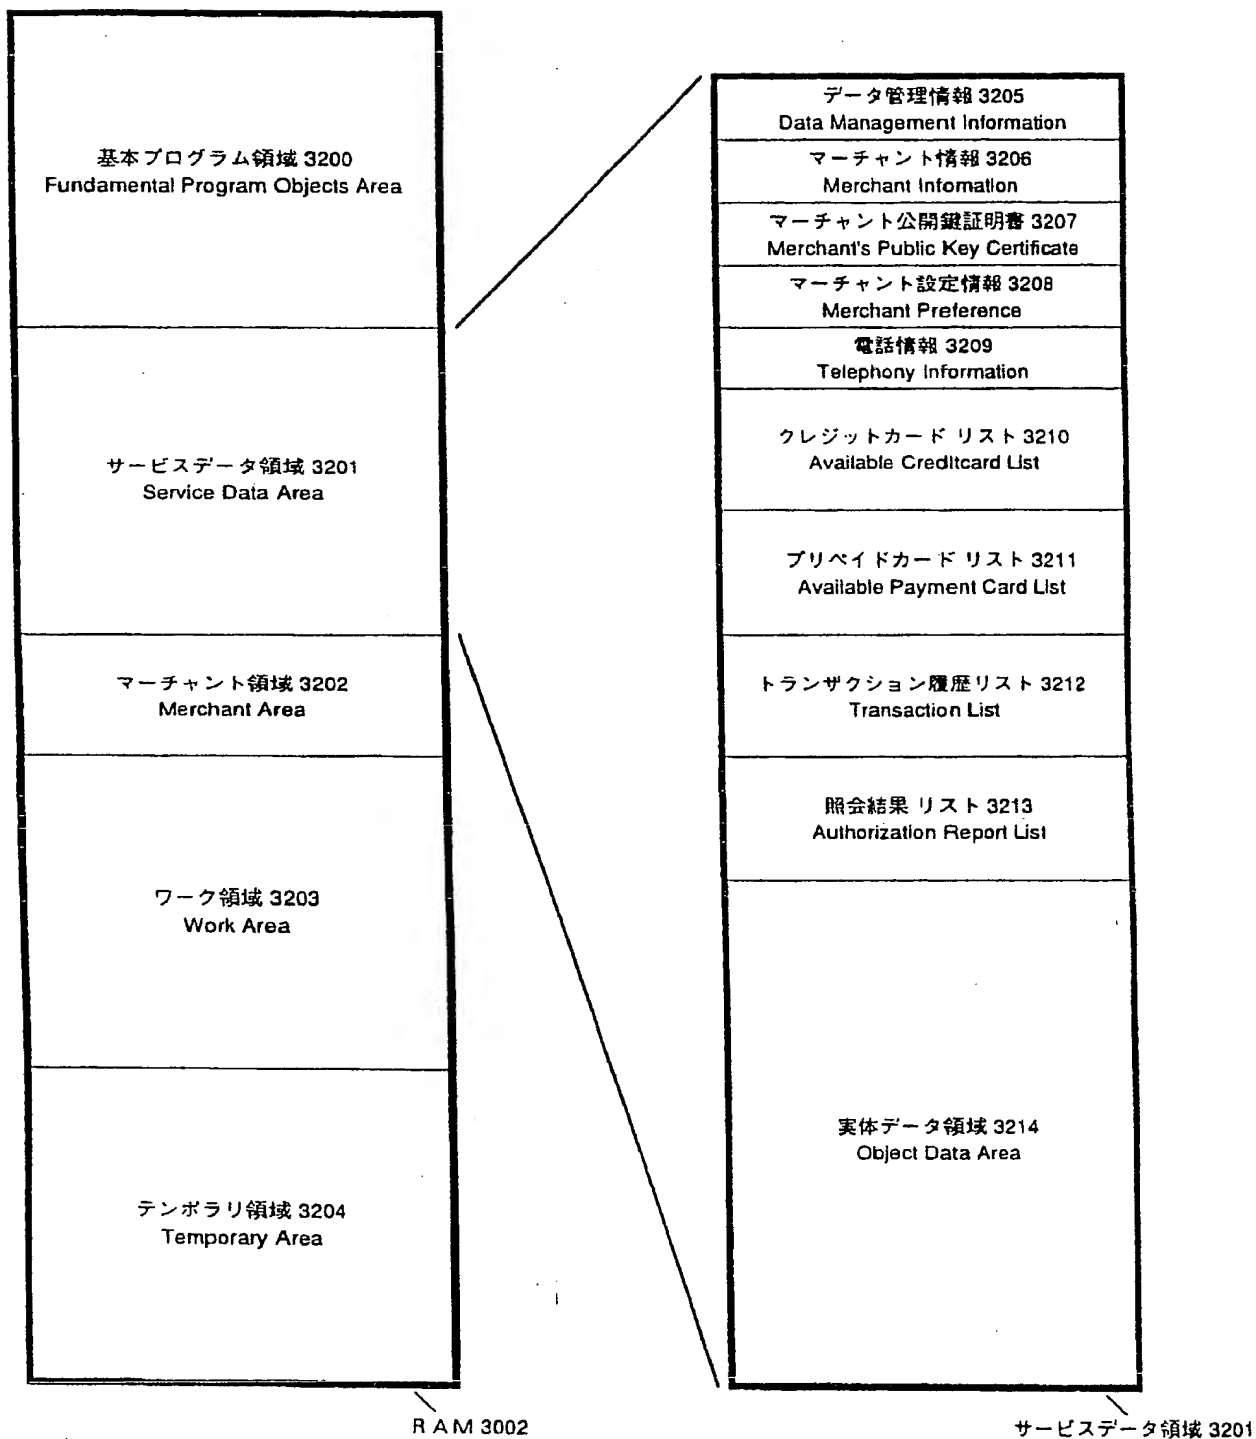 基本プログラム領域 3200
Fundamental Program Objects Area
サービスデータ領域 3201
Service Data Area
マーチャント領域 3202
Merchant Area
ワーク領域 3203
Work Area
テンポラリ領域 3204
Temporary Area
RAM 3002
データ管理情報 3205
Data Management Information
マーチャント情報 3206
Merchant Infomation
マーチャント公開鍵証明書 3207
Merchant's Public Key Certificate
マーチャント設定情報 3208
Merchant Preference
電話情報 3209
Telephony Information
クレジットカード リスト 3210
Available Creditcard List
プリペイドカード リスト 3211
Available Payment Card List
トランザクション履歴リスト 3212
Transaction List
照会結果 リスト 3213
Authorization Report List
実体データ領域 3214
Object Data Area
サービスデータ領域 3201